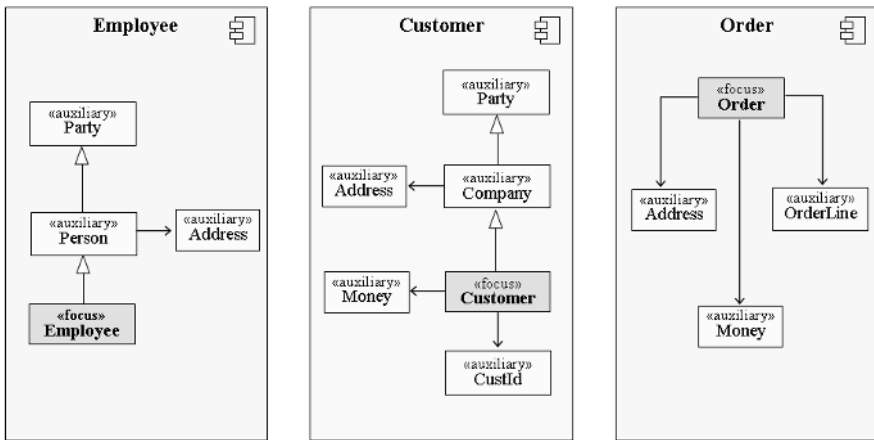 Employee
«auxiliary»
Party
«auxiliary»
Person
«auxiliary»
Address
«focus»
Employee
Customer
«auxiliary»
Party
«auxiliary»
Address
«auxiliary»
Company
«auxiliary»
Money
«focus»
Customer
«auxiliary»
CustId
Order
«focus»
Order
«auxiliary»
Address
«auxiliary»
OrderLine
«auxiliary»
Money